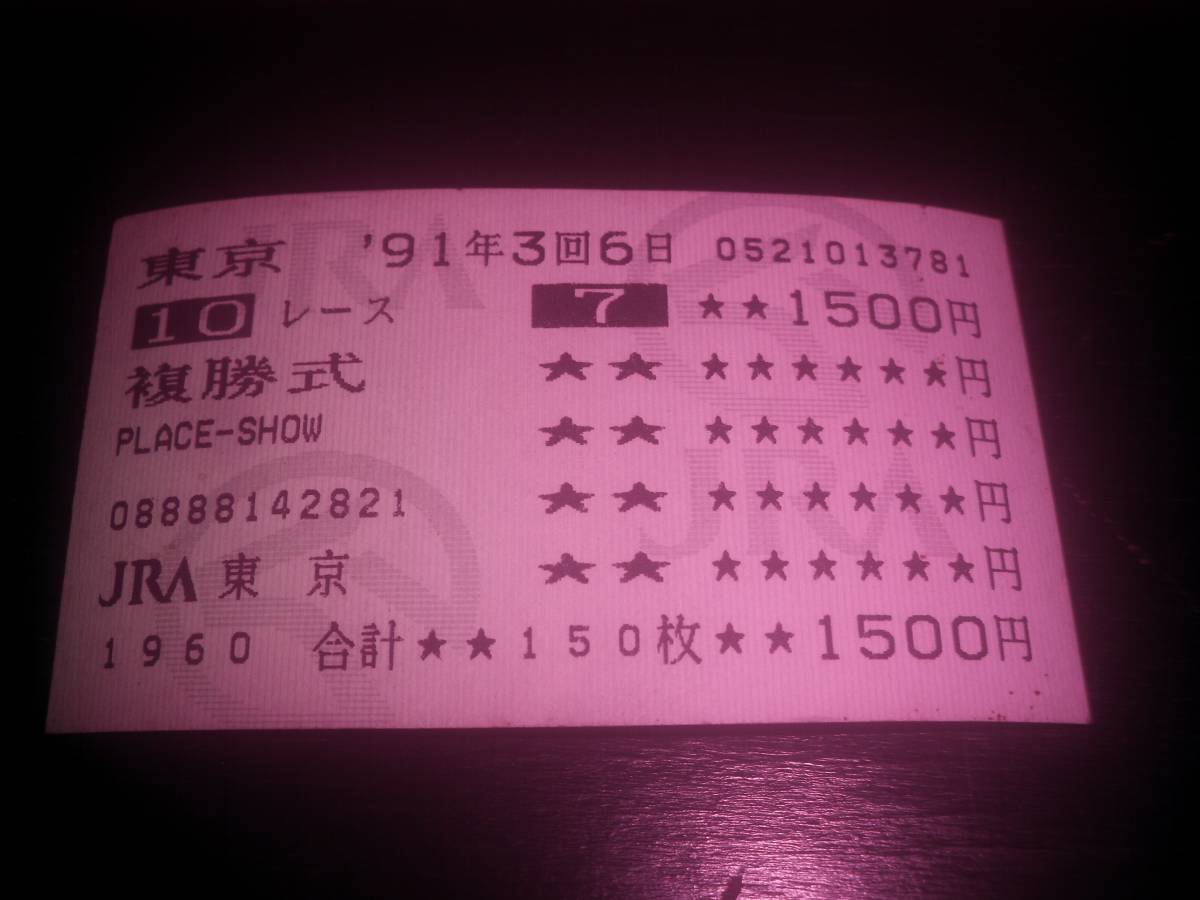 東京 '91年3回6日 0521013781
10 レース 7 ★★1500円
複勝式 ★★ ★★★★★★円
PLACE-SHOW ★★ ★★★★★★円
08888142821 ★★ ★★★★★★円
JRA 東京 ★★ ★★★★★★円
1960 合計★★150枚★★1500円
JRA
JRA